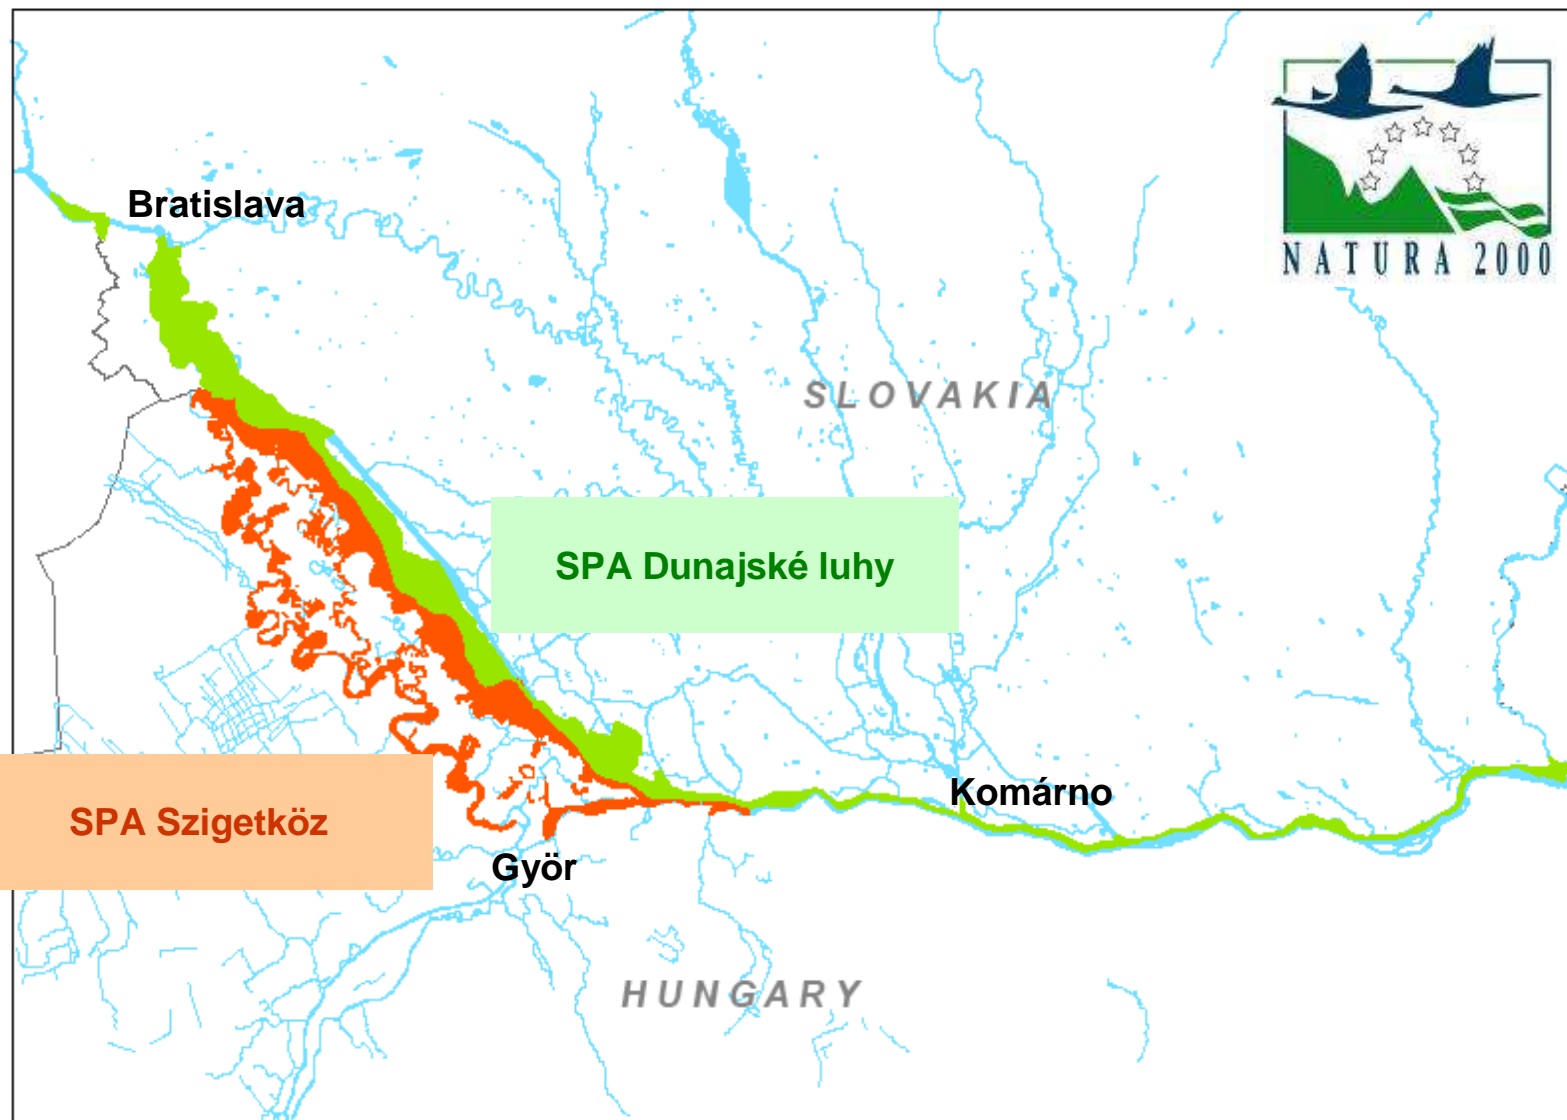 NATURA 2000
Bratislava
SLOVAKIA
SPA Dunajské luhy
Komárno
SPA Szigetköz
Györ
HUNGARY